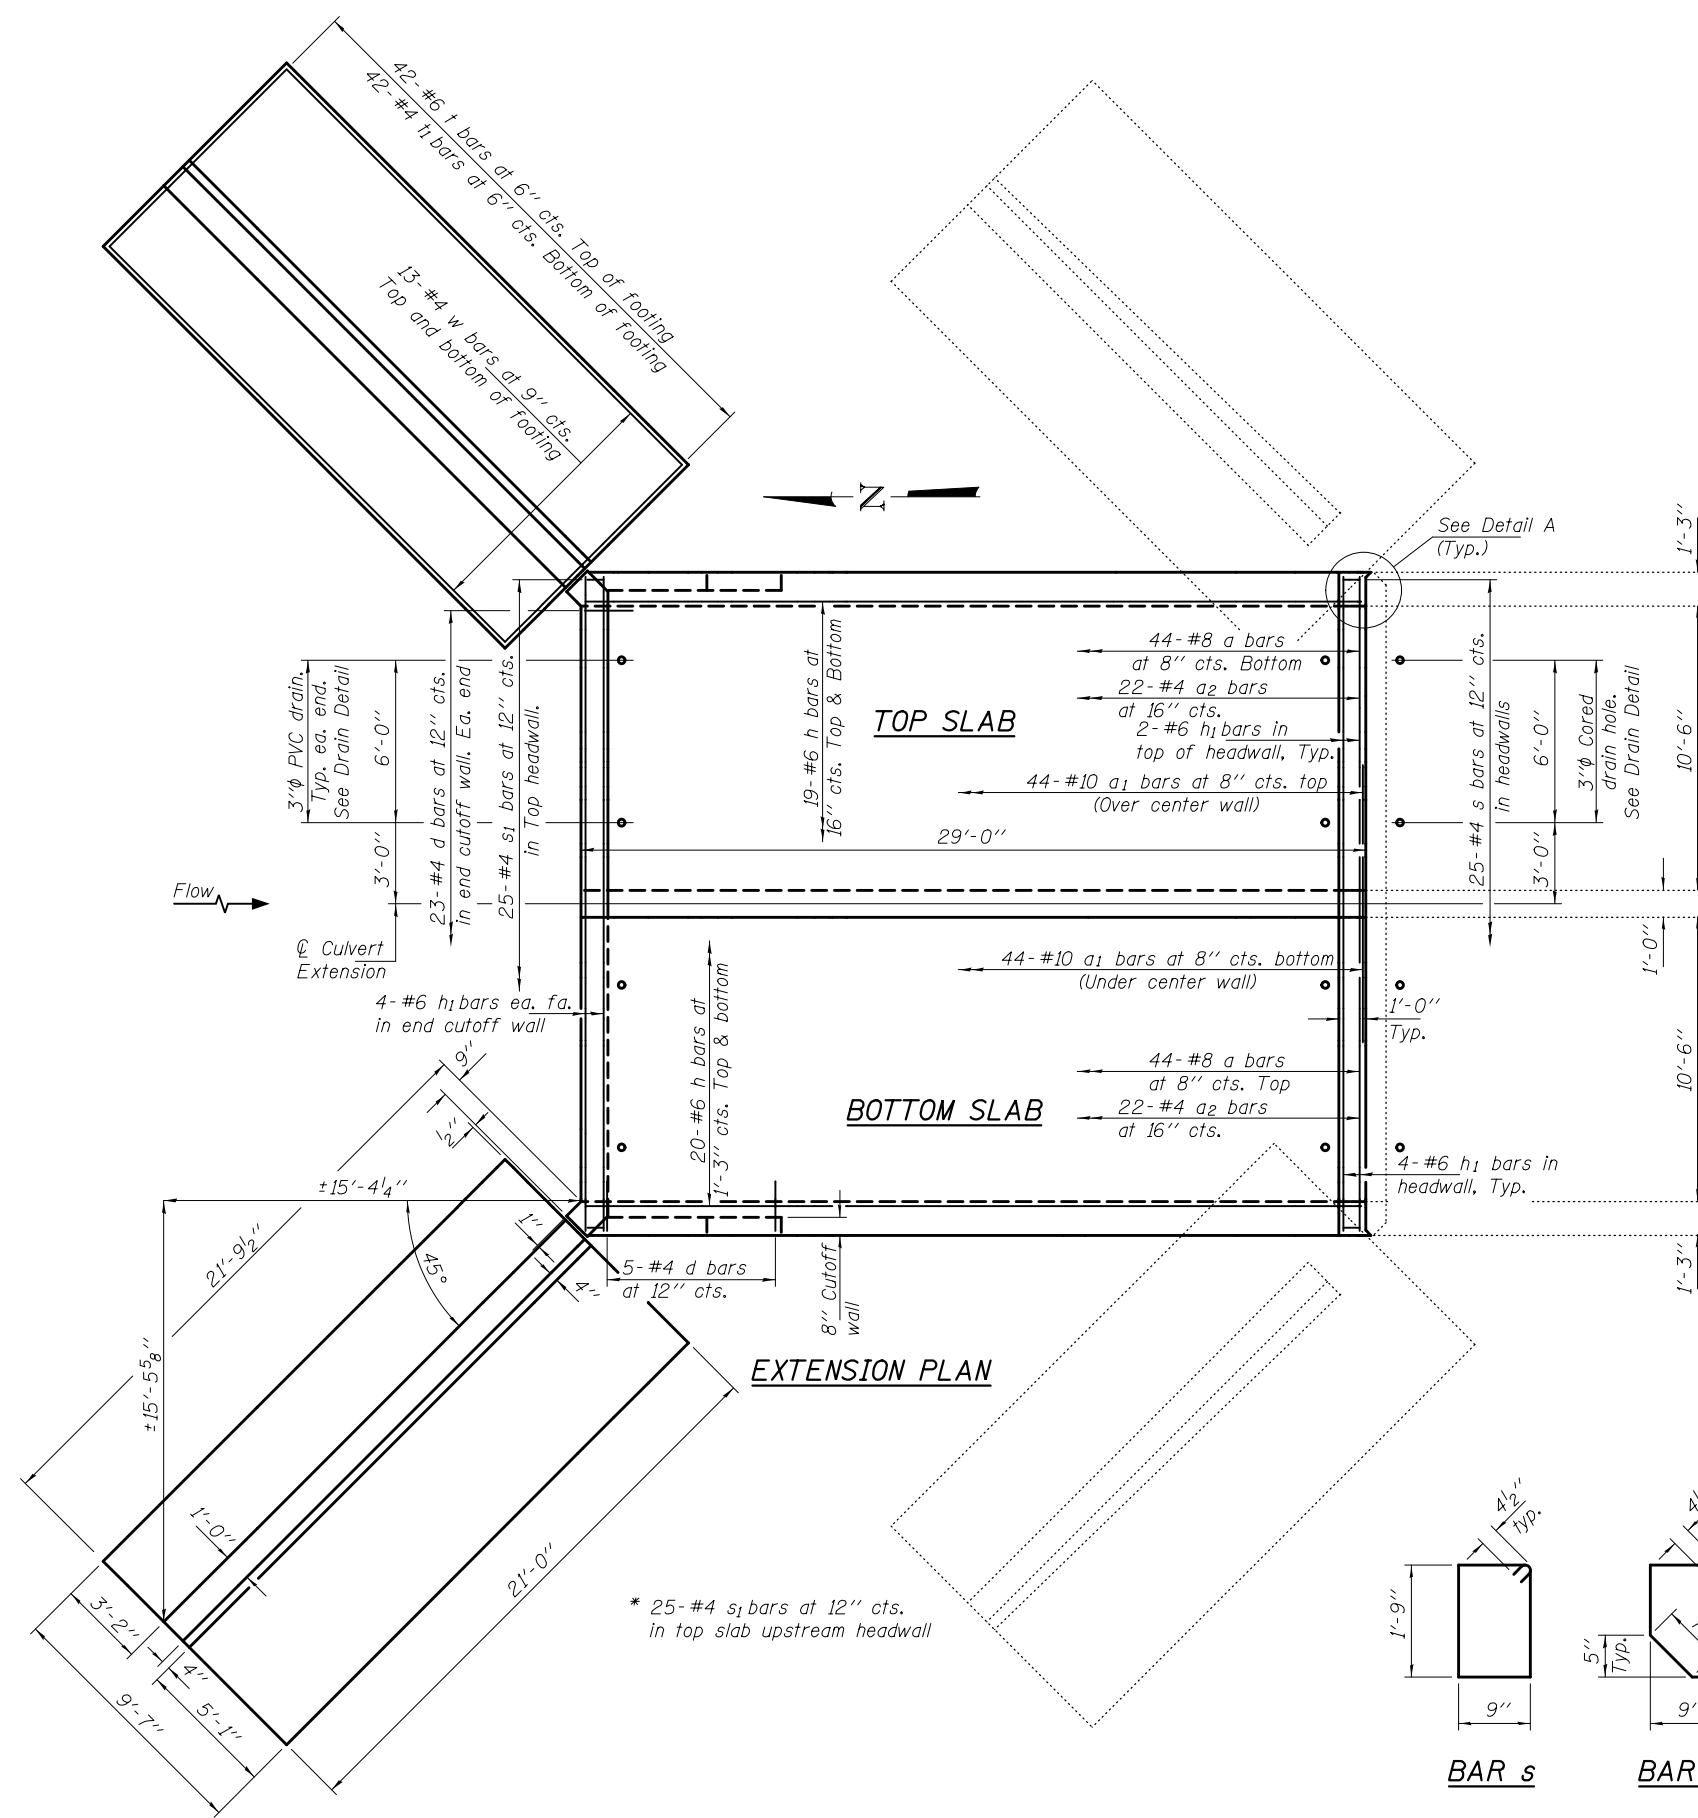 42-#6 t bars at 6" cts. Top of footing
42-#4 t1 bars at 6" cts. Bottom of footing
13-#4 w bars at 9" cts.
Top and bottom of footing
N
See Detail A
(Typ.)
1'-3"
3"ϕ PVC drain.
Typ. ea. end.
See Drain Detail
6'-0"
3'-0"
23-#4 d bars at 12" cts.
in end cutoff wall. Ea. end
25-#4 s1 bars at 12" cts.
in Top headwall.
19-#6 h bars at
16" cts. Top & Bottom
TOP SLAB
44-#8 a bars
at 8" cts. Bottom
22-#4 a2 bars
at 16" cts.
2-#6 h1 bars in
top of headwall, Typ.
44-#10 a1 bars at 8" cts. top
(Over center wall)
29'-0"
25-#4 s bars at 12" cts.
in headwalls
6'-0"
3'-0"
3"ϕ Cored
drain hole.
See Drain Detail
10'-6"
1'-0"
Flow
℄ Culvert
Extension
4-#6 h1 bars ea. fa.
in end cutoff wall
20-#6 h bars at
1'-3" cts. Top & bottom
44-#10 a1 bars at 8" cts. bottom
(Under center wall)
1'-0"
Typ.
44-#8 a bars
at 8" cts. Top
22-#4 a2 bars
at 16" cts.
BOTTOM SLAB
4-#6 h1 bars in
headwall, Typ.
10'-6"
1'-3"
9"
½"
±15'-4¼"
21'-9½"
45°
1"
4"
±15'-5⅝"
5-#4 d bars
at 12" cts.
8" Cutoff
wall
EXTENSION PLAN
1'-0"
21'-0"
3'-2"
4"
5'-1"
9'-7"
* 25-#4 s1 bars at 12" cts.
in top slab upstream headwall
4½"
typ.
1'-9"
9"
BAR s
5"
Typ.
9"
BAR